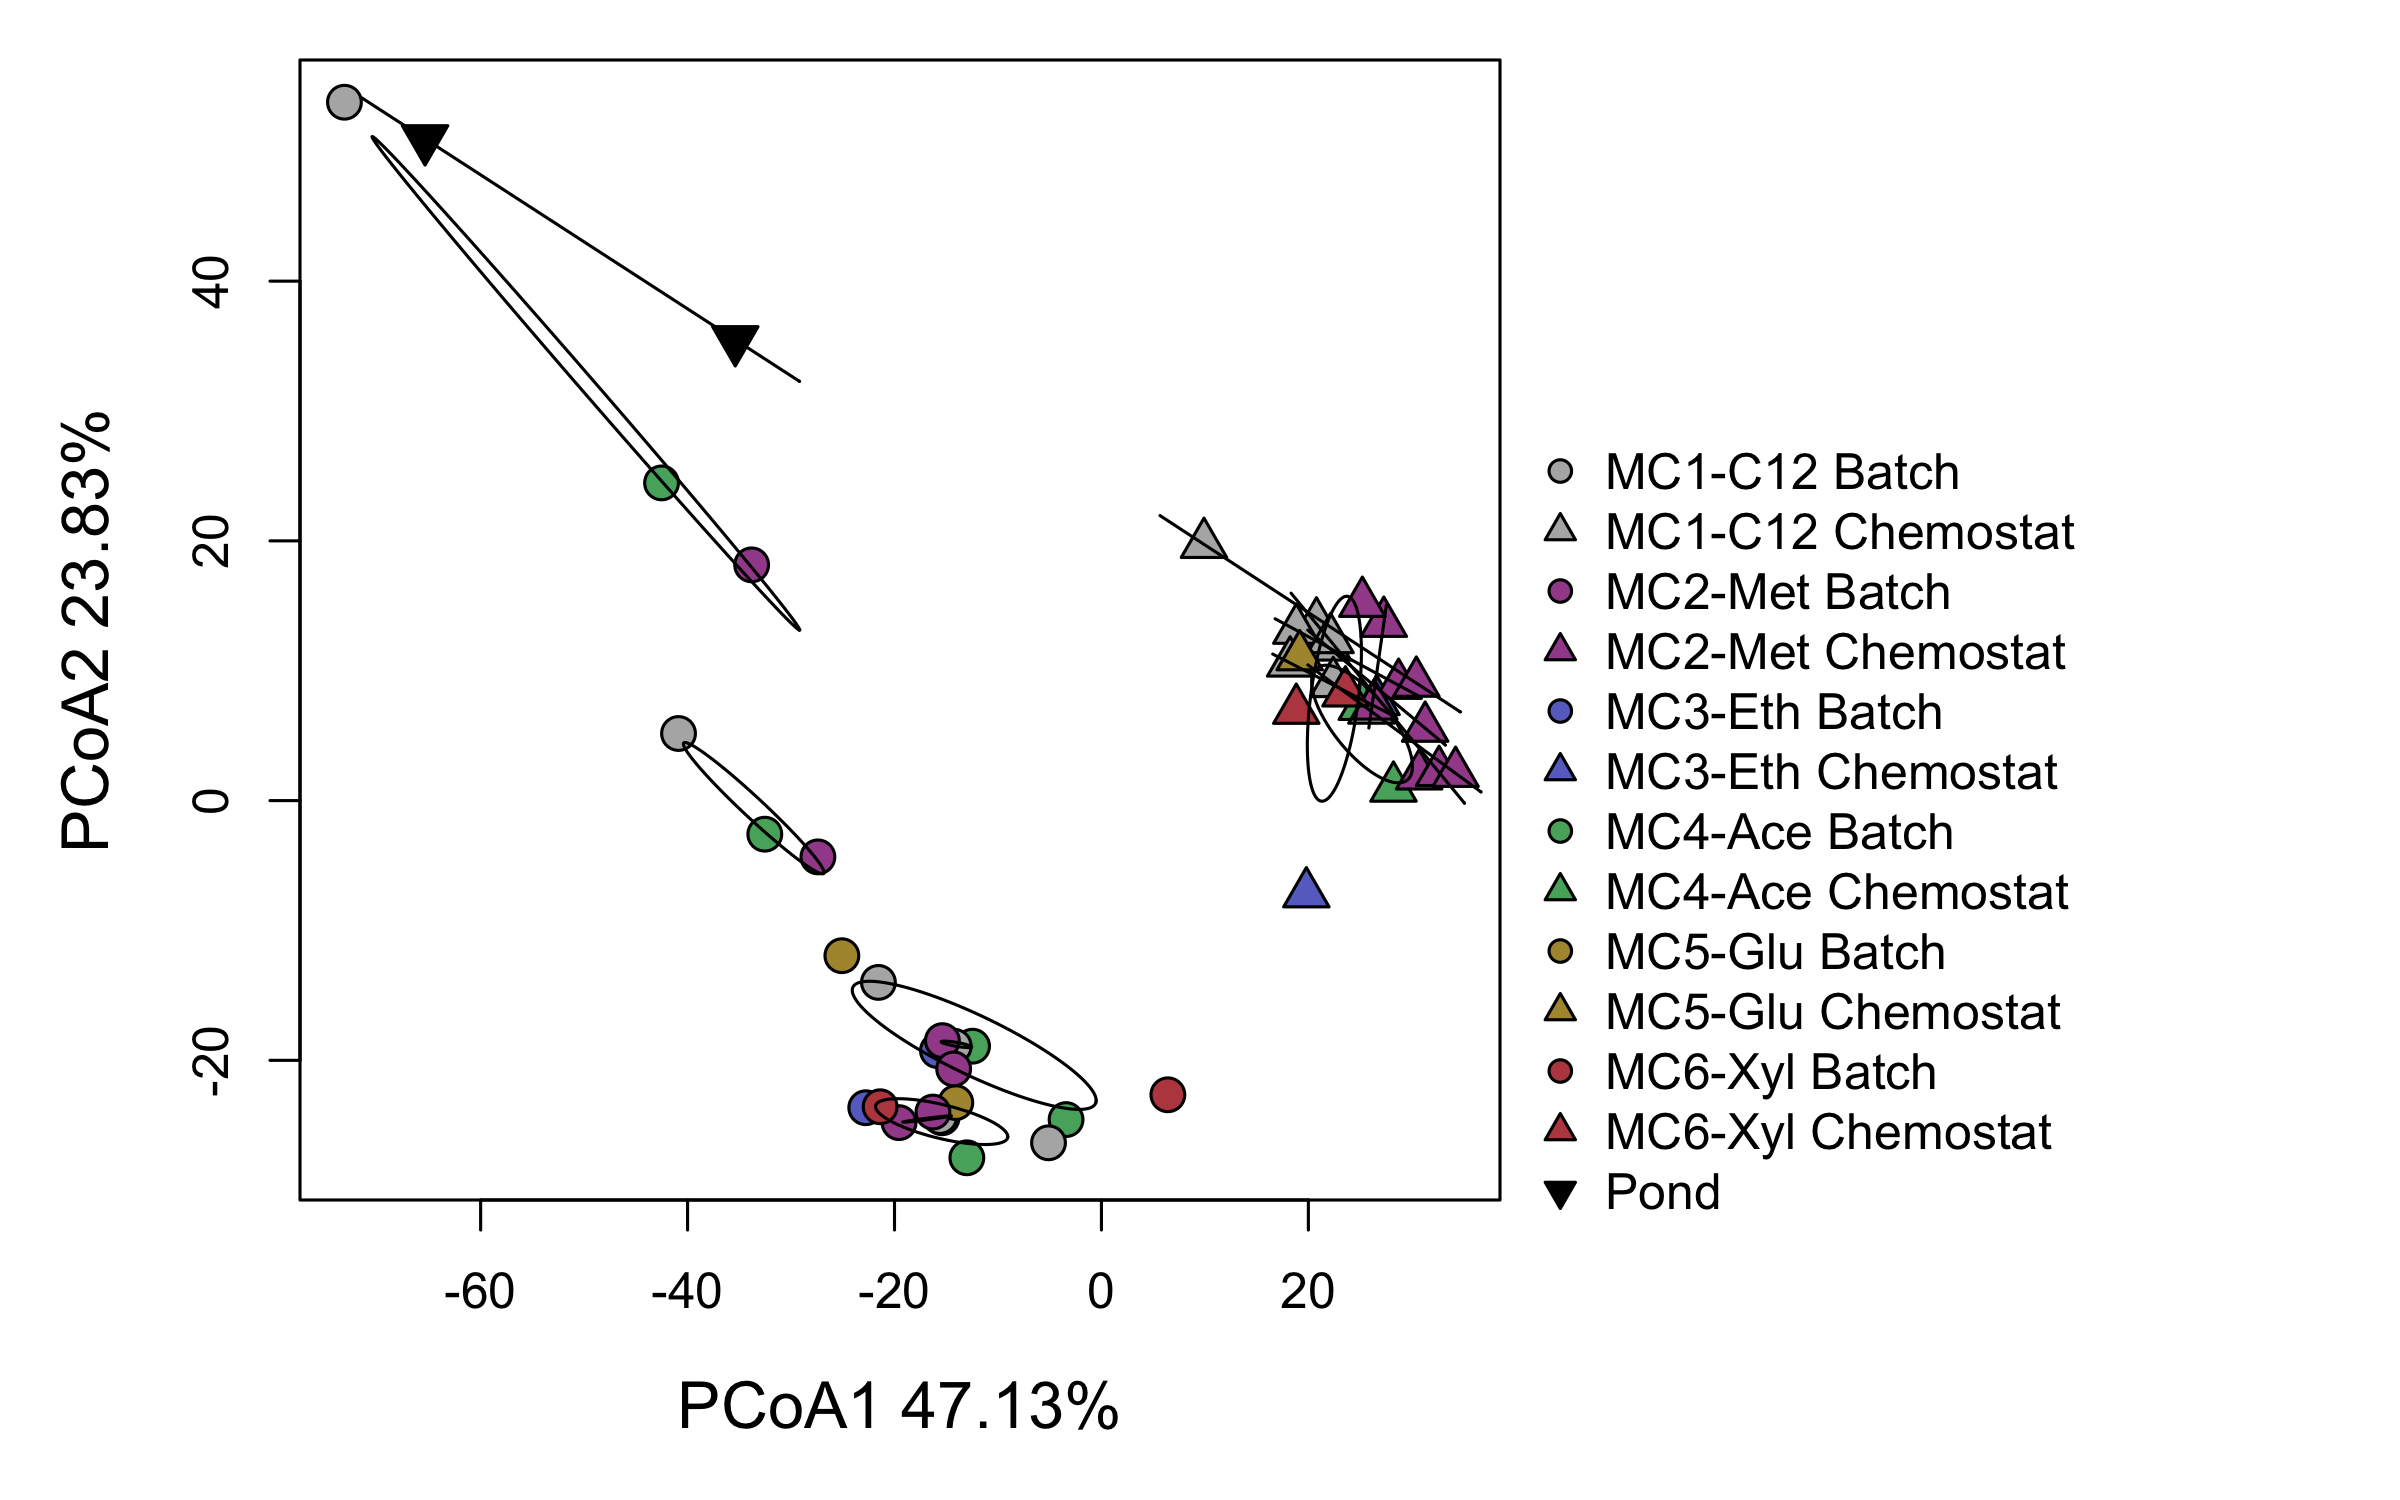 PCoA2 23.83%
40
20
0
-20
-60
-40
-20
0
20
PCoA1 47.13%
MC1-C12 Batch
MC1-C12 Chemostat
MC2-Met Batch
MC2-Met Chemostat
MC3-Eth Batch
MC3-Eth Chemostat
MC4-Ace Batch
MC4-Ace Chemostat
MC5-Glu Batch
MC5-Glu Chemostat
MC6-Xyl Batch
MC6-Xyl Chemostat
Pond